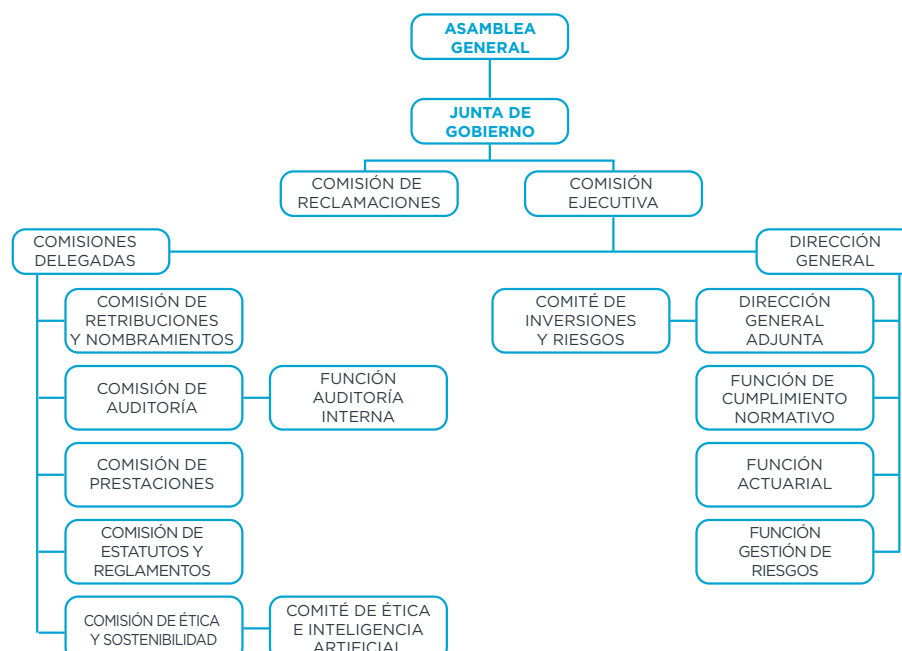 ASAMBLEA
GENERAL
JUNTA DE
GOBIERNO
COMISIÓN DE
RECLAMACIONES
COMISIÓN
EJECUTIVA
COMISIONES
DELEGADAS
DIRECCIÓN
GENERAL
COMISIÓN DE
RETRIBUCIONES
Y NOMBRAMIENTOS
COMITÉ DE
INVERSIONES
Y RIESGOS
DIRECCIÓN
GENERAL
ADJUNTA
COMISIÓN DE
AUDITORÍA
FUNCIÓN
AUDITORÍA
INTERNA
FUNCIÓN DE
CUMPLIMIENTO
NORMATIVO
COMISIÓN DE
PRESTACIONES
FUNCIÓN
ACTUARIAL
COMISIÓN DE
ESTATUTOS Y
REGLAMENTOS
FUNCIÓN
GESTIÓN DE
RIESGOS
COMISIÓN DE ÉTICA
Y SOSTENIBILIDAD
COMITÉ DE ÉTICA
E INTELIGENCIA
ARTIFICIAL